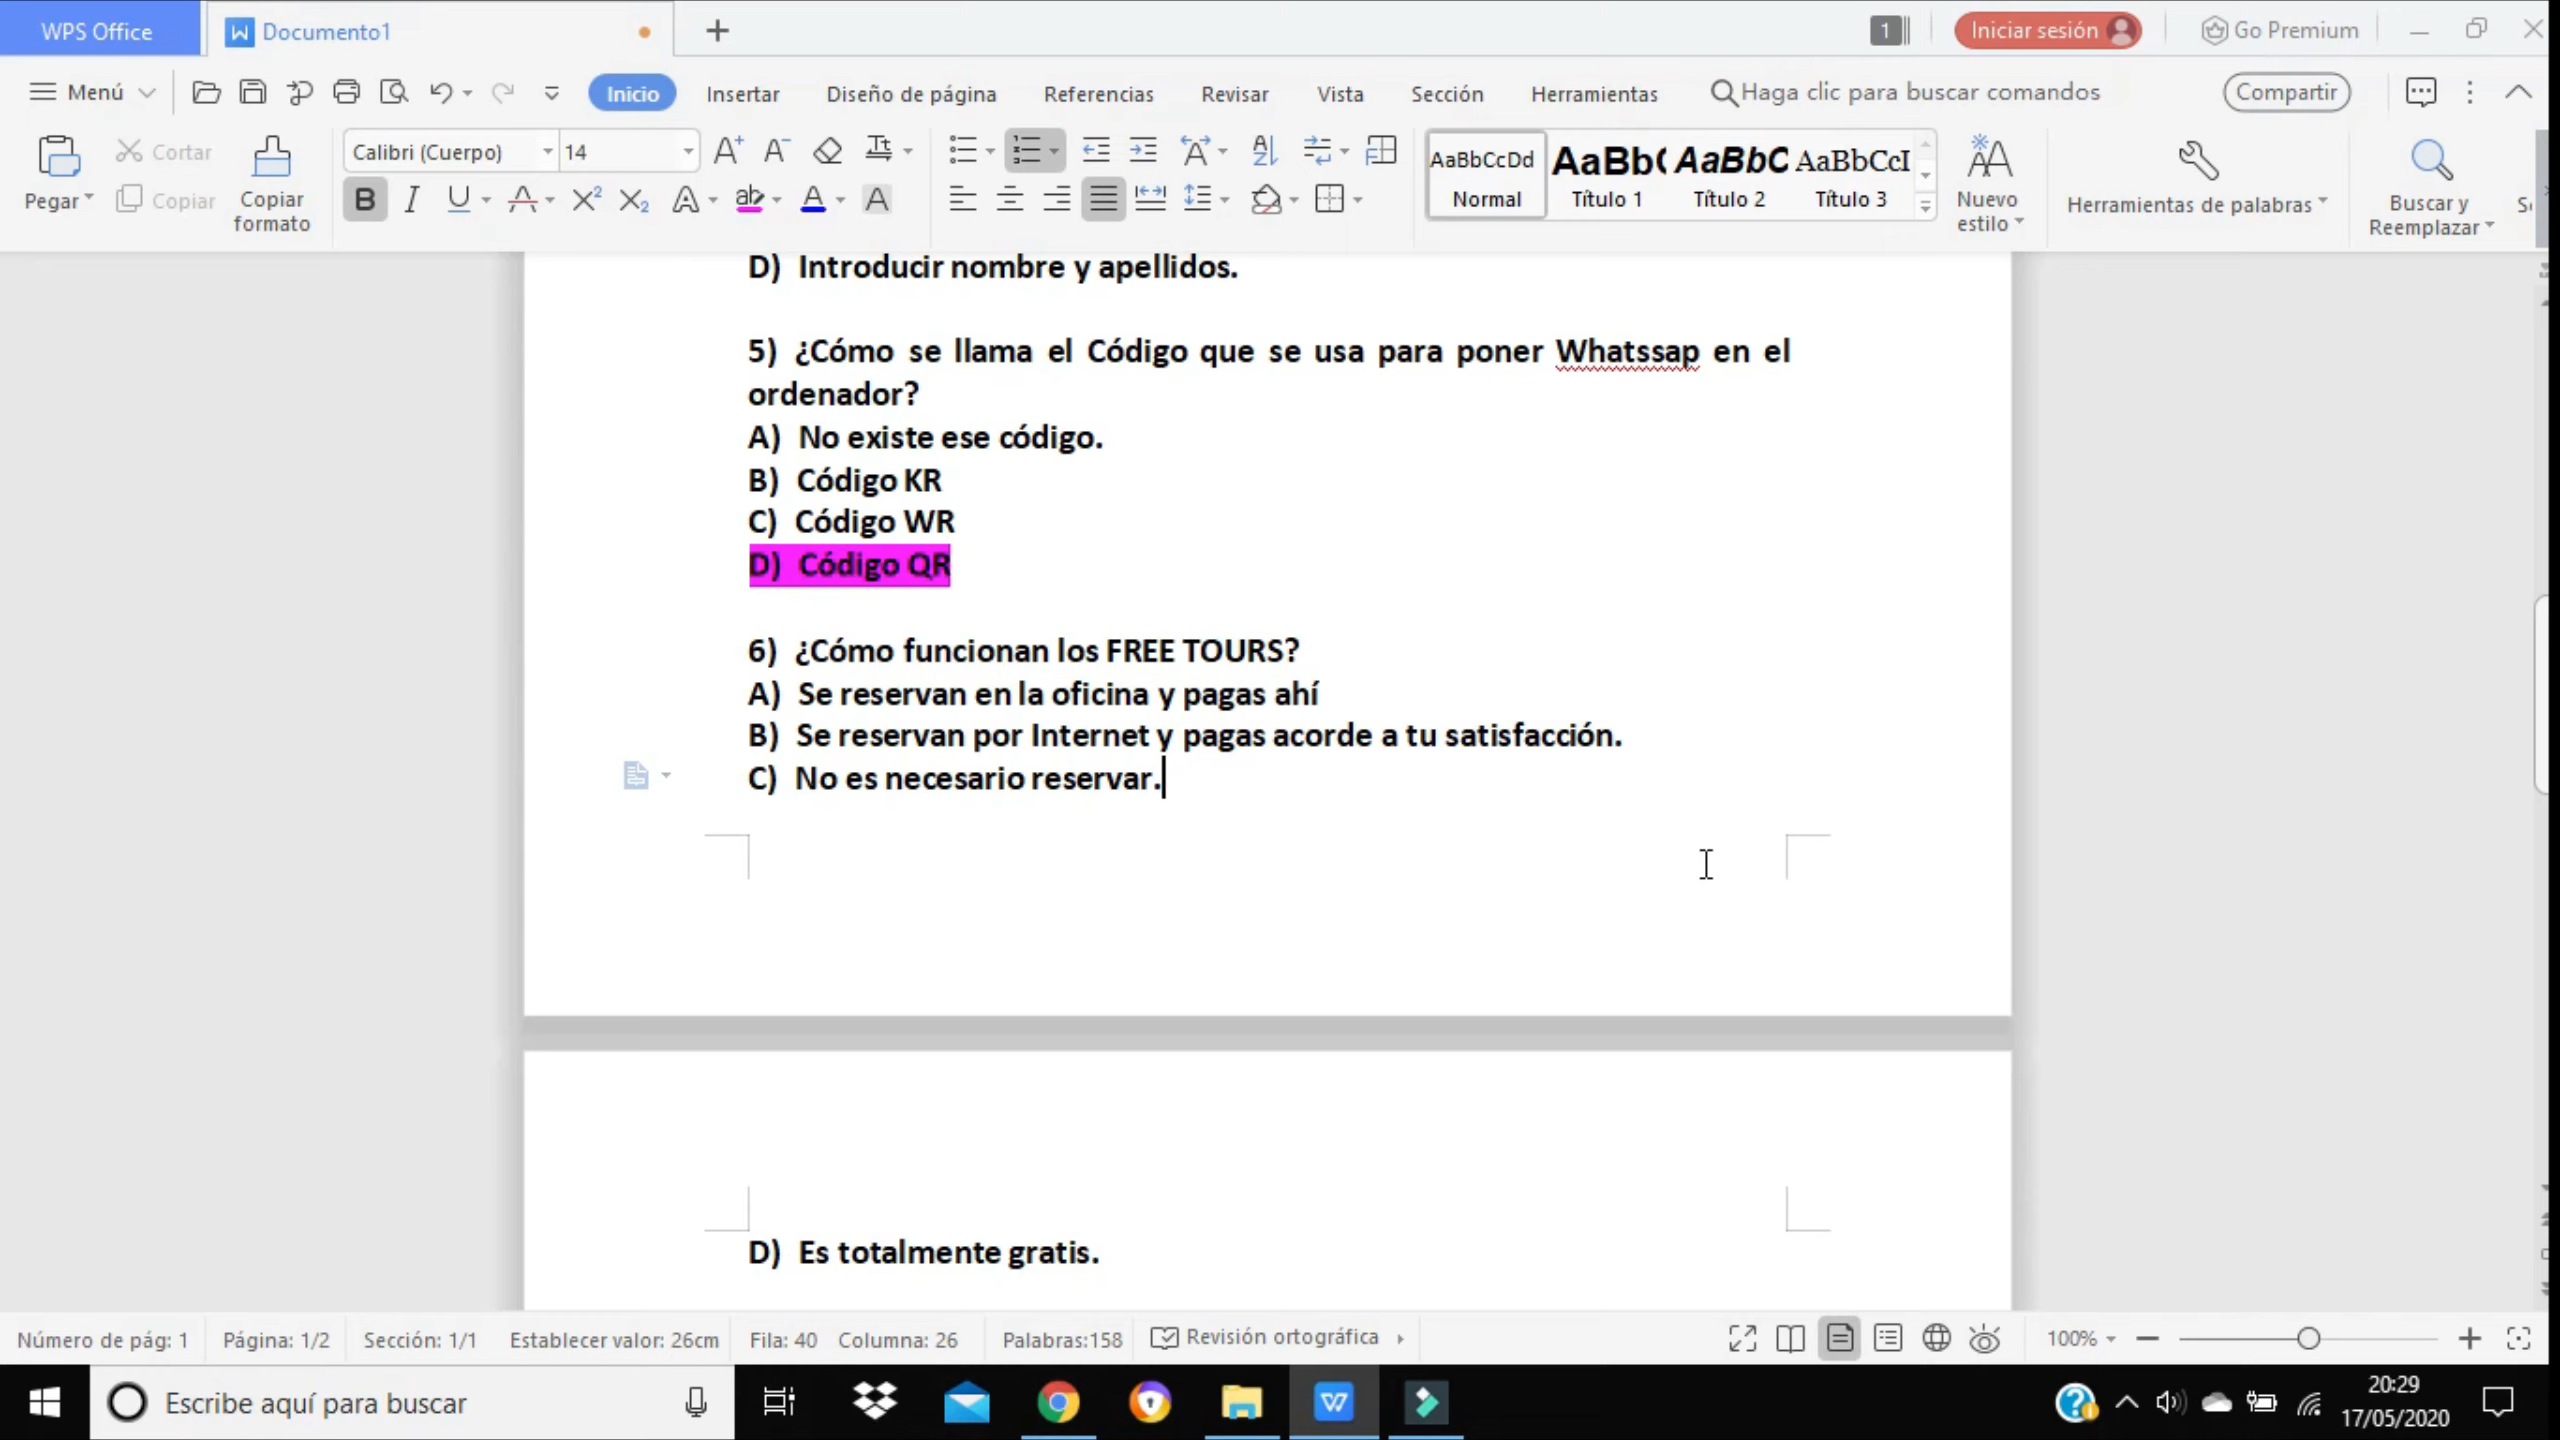 WPS Office
Documento1
1
Iniciar sesión
Go Premium
Menú
Inicio
Insertar
Diseño de página
Referencias
Revisar
Vista
Sección
Herramientas
Haga clic para buscar comandos
Compartir
Pegar
Cortar
Copiar
Copiar formato
Calibri (Cuerpo)
14
AaBbCcDd
Normal
AaBb(
Título 1
AaBbC
Título 2
AaBbCcI
Título 3
Nuevo estilo
Herramientas de palabras
Buscar y Reemplazar
D) Introducir nombre y apellidos.
5) ¿Cómo se llama el Código que se usa para poner Whatssap en el
ordenador?
A) No existe ese código.
B) Código KR
C) Código WR
D) Código QR
6) ¿Cómo funcionan los FREE TOURS?
A) Se reservan en la oficina y pagas ahí
B) Se reservan por Internet y pagas acorde a tu satisfacción.
C) No es necesario reservar.
D) Es totalmente gratis.
Número de pág: 1
Página: 1/2
Sección: 1/1
Establecer valor: 26cm
Fila: 40
Columna: 26
Palabras:158
Revisión ortográfica
100%
Escribe aquí para buscar
20:29
17/05/2020